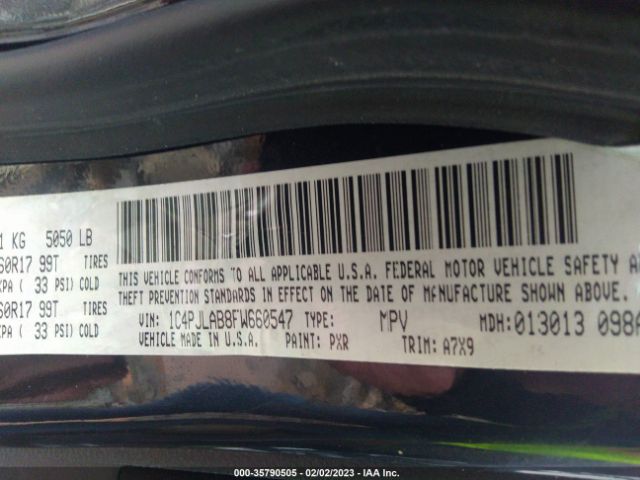 1 KG 5050 LB
60R17 99T TIRES
KPA ( 33 PSI) COLD
60R17 99T TIRES
KPA ( 33 PSI) COLD
THIS VEHICLE CONFORMS TO ALL APPLICABLE U.S.A. FEDERAL MOTOR VEHICLE SAFETY
THEFT PREVENTION STANDARDS IN EFFECT ON THE DATE OF MANUFACTURE SHOWN ABOVE.
VIN: 1C4PJLAB8FW660547 TYPE: MPV MDH: 013013 098
VEHICLE MADE IN U.S.A. PAINT: PXR TRIM: A7X9
000-35790505 - 02/02/2023 - IAA Inc.